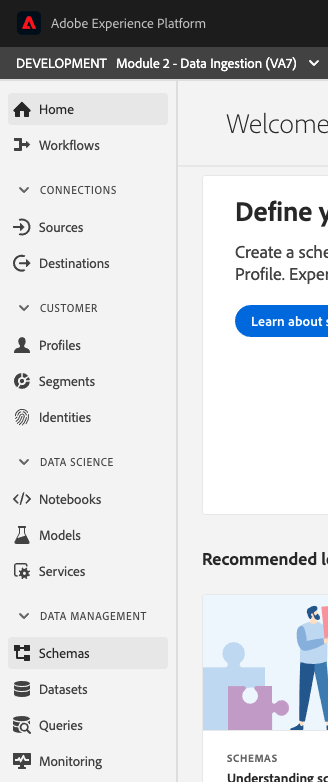 Adobe Experience Platform
DEVELOPMENT Module 2 - Data Ingestion (VA7)
Home
Workflows
CONNECTIONS
Sources
Destinations
CUSTOMER
Profiles
Segments
Identities
DATA SCIENCE
Notebooks
Models
Services
DATA MANAGEMENT
Schemas
Datasets
Queries
Monitoring
Welcome
Define y
Create a sche
Profile. Exper
Learn about s
Recommended le
SCHEMAS
Understanding sc